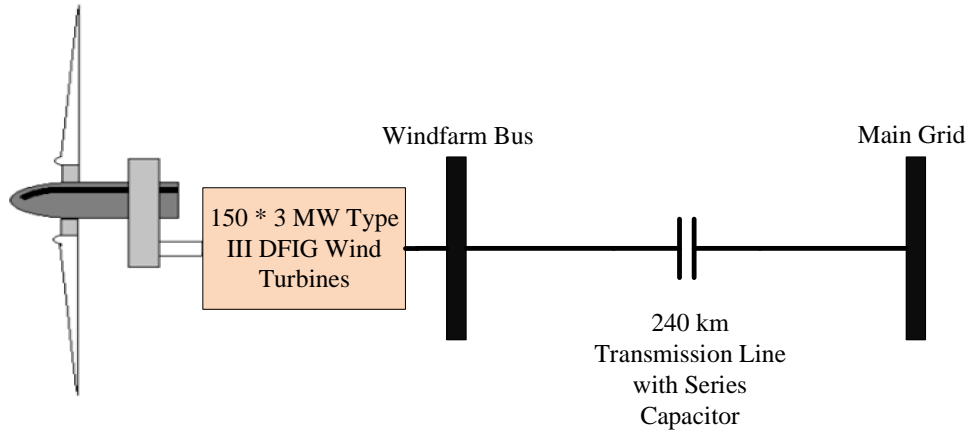 Windfarm Bus
Main Grid
150 * 3 MW Type
III DFIG Wind
Turbines
240 km
Transmission Line
with Series
Capacitor